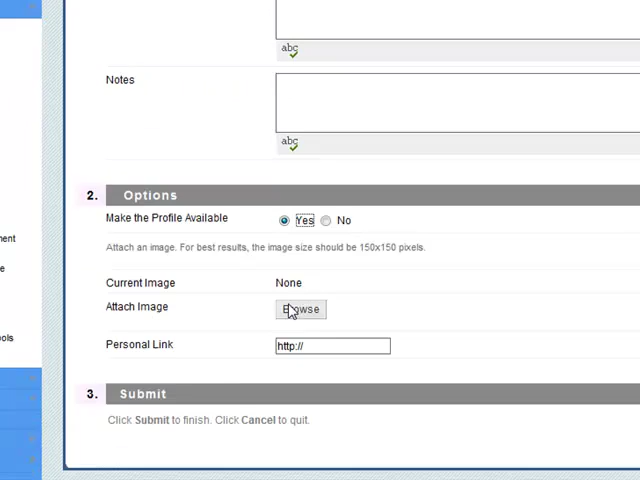 abc
Notes
abc
2. Options
Make the Profile Available Yes No
Attach an image. For best results, the image size should be 150x150 pixels.
ment
Current Image None
e
Attach Image Browse
ools
Personal Link http://
3. Submit
Click Submit to finish. Click Cancel to quit.